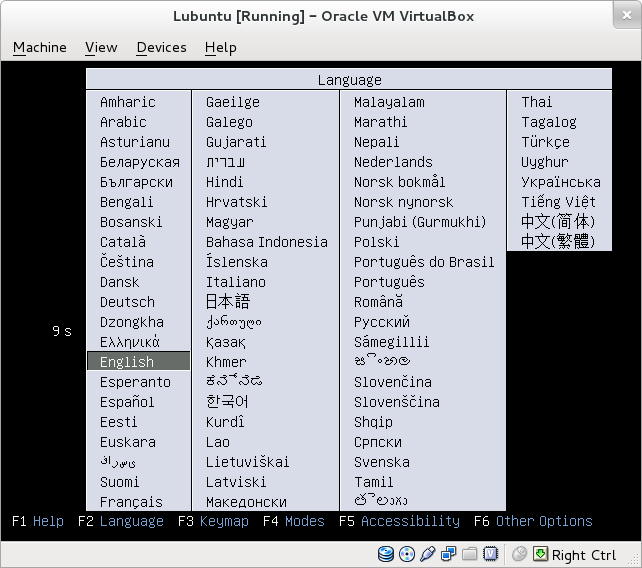 Lubuntu [Running] - Oracle VM VirtualBox
Machine View Devices Help
Language
Amharic
Arabic
Asturianu
Беларуская
Български
Bengali
Bosanski
Català
Čeština
Dansk
Deutsch
Dzongkha
Ελληνικά
English
Esperanto
Español
Eesti
Euskara
فارسی
Suomi
Français
Gaeilge
Galego
Gujarati
עברית
Hindi
Hrvatski
Magyar
Bahasa Indonesia
Íslenska
Italiano
日本語
ქართული
Қазақ
Khmer
ಕನ್ನಡ
한국어
Kurdî
Lao
Lietuviškai
Latviski
Македонски
Malayalam
Marathi
Nepali
Nederlands
Norsk bokmål
Norsk nynorsk
Punjabi (Gurmukhi)
Polski
Português do Brasil
Português
Română
Русский
Sámegillii
සිංහල
Slovenčina
Slovenščina
Shqip
Српски
Svenska
Tamil
తెలుగు
Thai
Tagalog
Türkçe
Uyghur
Українська
Tiếng Việt
中文(简体)
中文(繁體)
9 s
F1 Help F2 Language F3 Keymap F4 Modes F5 Accessibility F6 Other Options
Right Ctrl